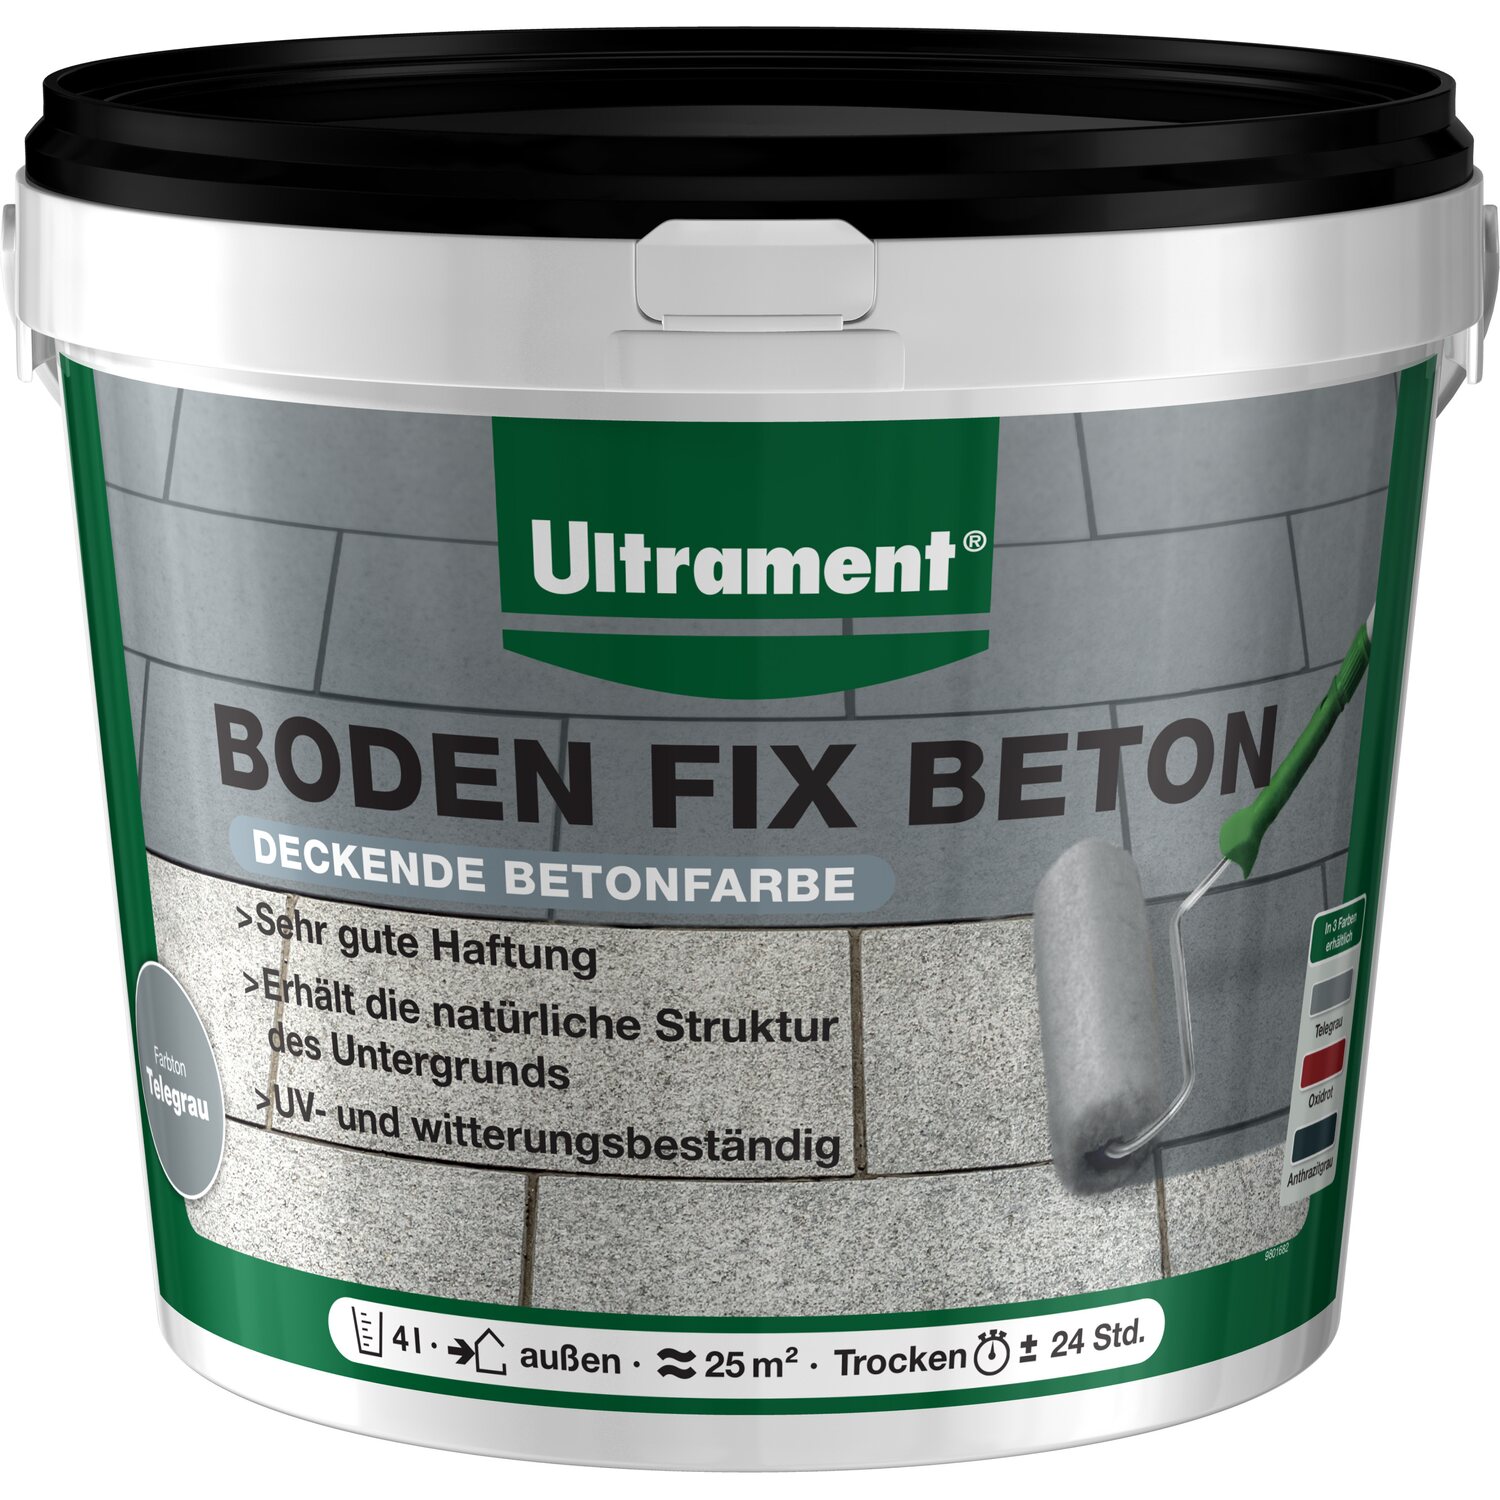 Ultrament®
BODEN FIX BETON
DECKENDE BETONFARBE
>Sehr gute Haftung
>Erhält die natürliche Struktur
des Untergrunds
>UV- und witterungsbeständig
Farbton
Telegrau
In 3 Farben
erhältlich
Telegrau
Oxidrot
Anthrazitgrau
9801682
4 l · außen · 25 m² · Trocken ± 24 Std.